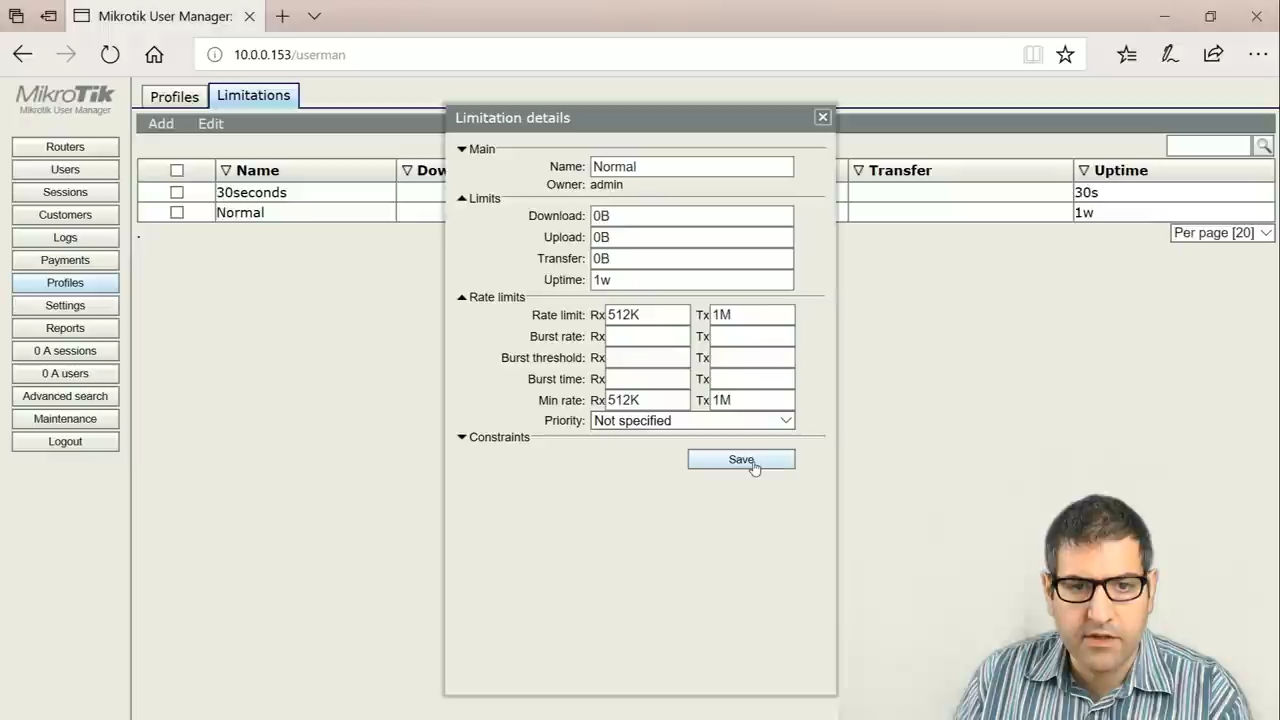 Mikrotik User Manager:
10.0.0.153/userman
MikroTik
Mikrotik User Manager
Routers
Users
Sessions
Customers
Logs
Payments
Profiles
Settings
Reports
0 A sessions
0 A users
Advanced search
Maintenance
Logout
Profiles Limitations
Add Edit
Name Dow Transfer Uptime
30seconds 30s
Normal 1w
Per page [20]
Limitation details
Main
Name: Normal
Owner: admin
Limits
Download: 0B
Upload: 0B
Transfer: 0B
Uptime: 1w
Rate limits
Rate limit: Rx 512K Tx 1M
Burst rate: Rx Tx
Burst threshold: Rx Tx
Burst time: Rx Tx
Min rate: Rx 512K Tx 1M
Priority: Not specified
Constraints
Save